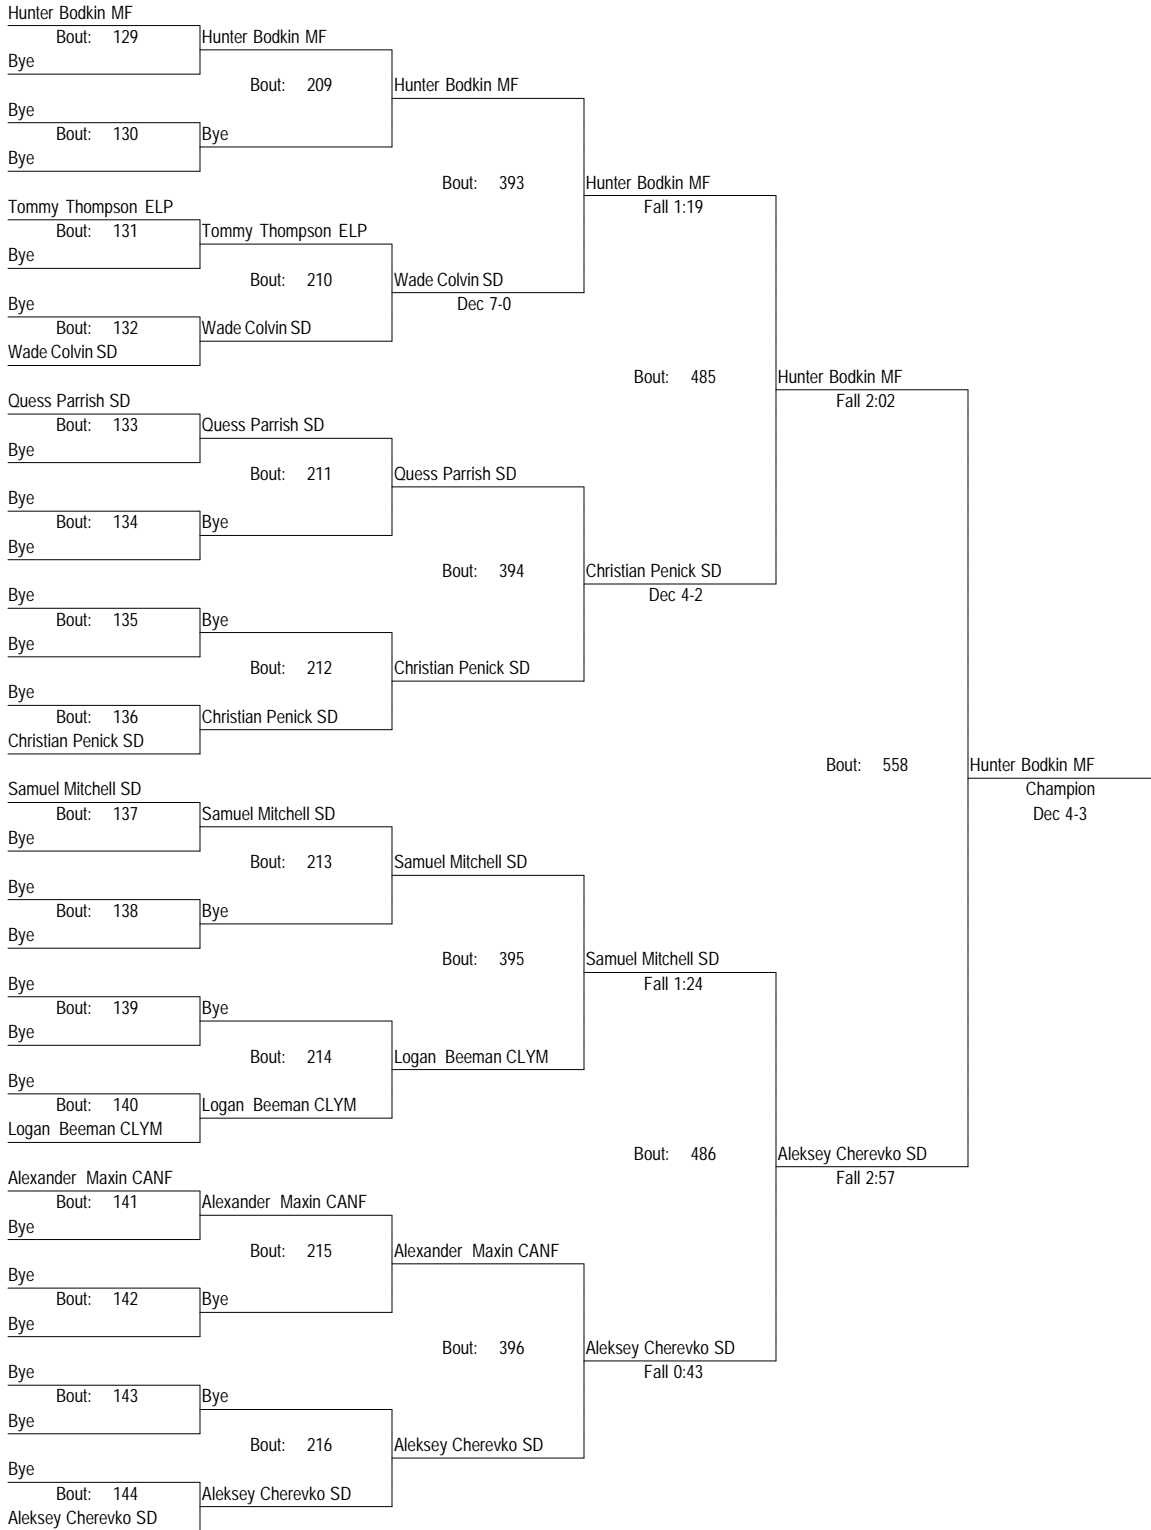 Hunter Bodkin MF
Bout: 129 Hunter Bodkin MF
Bye
Bout: 209 Hunter Bodkin MF
Bye
Bout: 130 Bye
Bye
Bout: 393 Hunter Bodkin MF
Fall 1:19
Tommy Thompson ELP
Bout: 131 Tommy Thompson ELP
Bye
Bout: 210 Wade Colvin SD
Dec 7-0
Bye
Bout: 132 Wade Colvin SD
Wade Colvin SD
Bout: 485 Hunter Bodkin MF
Fall 2:02
Quess Parrish SD
Bout: 133 Quess Parrish SD
Bye
Bout: 211 Quess Parrish SD
Bye
Bout: 134 Bye
Bye
Bout: 394 Christian Penick SD
Dec 4-2
Bye
Bout: 135 Bye
Bye
Bout: 212 Christian Penick SD
Bye
Bout: 136 Christian Penick SD
Christian Penick SD
Bout: 558 Hunter Bodkin MF
Champion
Dec 4-3
Samuel Mitchell SD
Bout: 137 Samuel Mitchell SD
Bye
Bout: 213 Samuel Mitchell SD
Bye
Bout: 138 Bye
Bye
Bout: 395 Samuel Mitchell SD
Fall 1:24
Bye
Bout: 139 Bye
Bye
Bout: 214 Logan Beeman CLYM
Bye
Bout: 140 Logan Beeman CLYM
Logan Beeman CLYM
Bout: 486 Aleksey Cherevko SD
Fall 2:57
Alexander Maxin CANF
Bout: 141 Alexander Maxin CANF
Bye
Bout: 215 Alexander Maxin CANF
Bye
Bout: 142 Bye
Bye
Bout: 396 Aleksey Cherevko SD
Fall 0:43
Bye
Bout: 143 Bye
Bye
Bout: 216 Aleksey Cherevko SD
Bye
Bout: 144 Aleksey Cherevko SD
Aleksey Cherevko SD